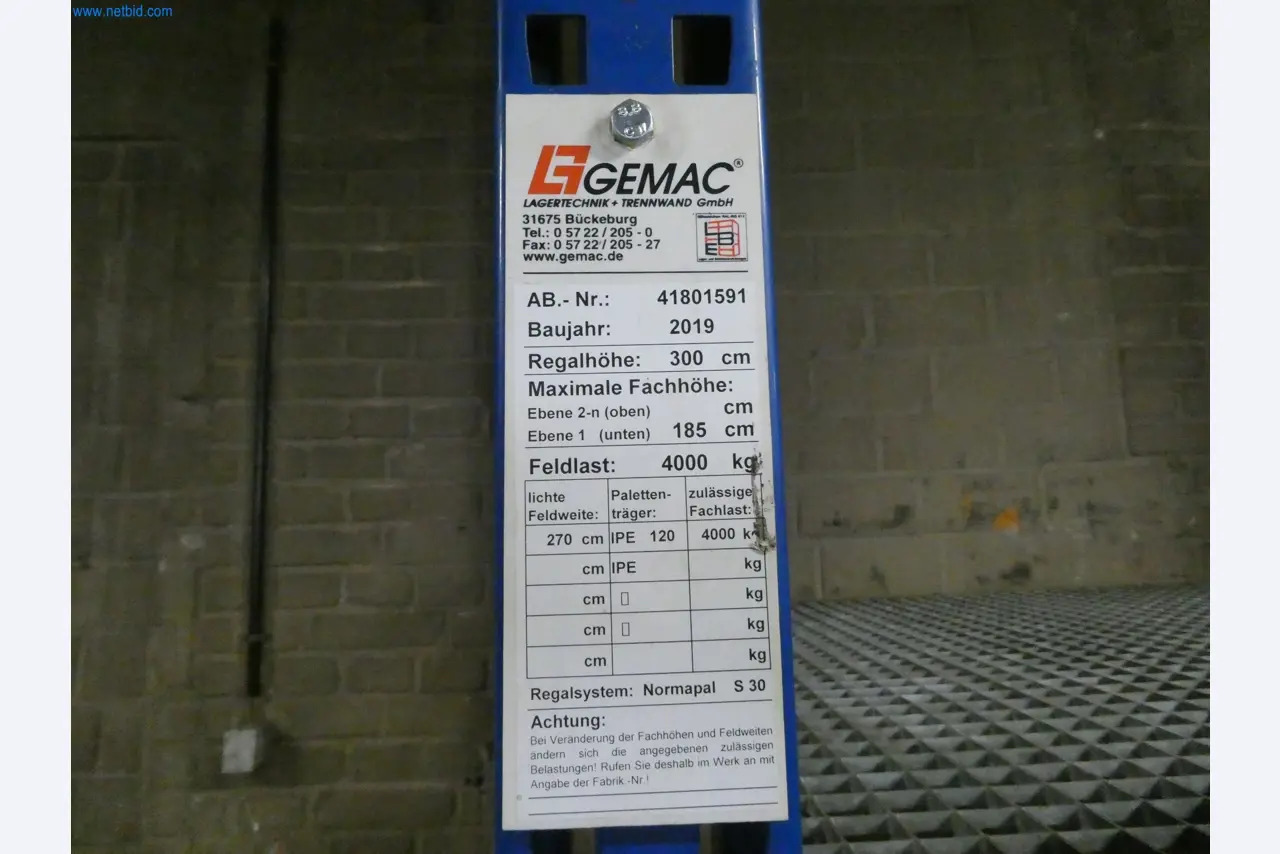 www.netbid.com
8.8
GEMAC®
LAGERTECHNIK + TRENNWAND GmbH
31675 Bückeburg
Tel.: 0 57 22 / 205 - 0
Fax: 0 57 22 / 205 - 27
www.gemac.de
LBE
AB.- Nr.: 41801591
Baujahr: 2019
Regalhöhe: 300 cm
Maximale Fachhöhe:
Ebene 2-n (oben) cm
Ebene 1 (unten) 185 cm
Feldlast: 4000 kg
lichte Feldweite: Paletten-träger: zulässige Fachlast:
270 cm IPE 120 4000 kg
cm IPE kg
cm kg
cm kg
cm kg
Regalsystem: Normapal S 30
Achtung:
Bei Veränderung der Fachhöhen und Feldweiten
ändern sich die angegebenen zulässigen
Belastungen! Rufen Sie deshalb im Werk an mit
Angabe der Fabrik -Nr.!